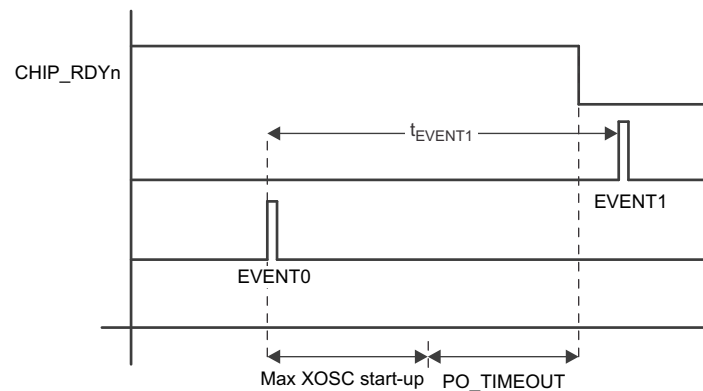 CHIP_RDYn
tEVENT1
EVENT1
EVENT0
Max XOSC start-up
PO_TIMEOUT